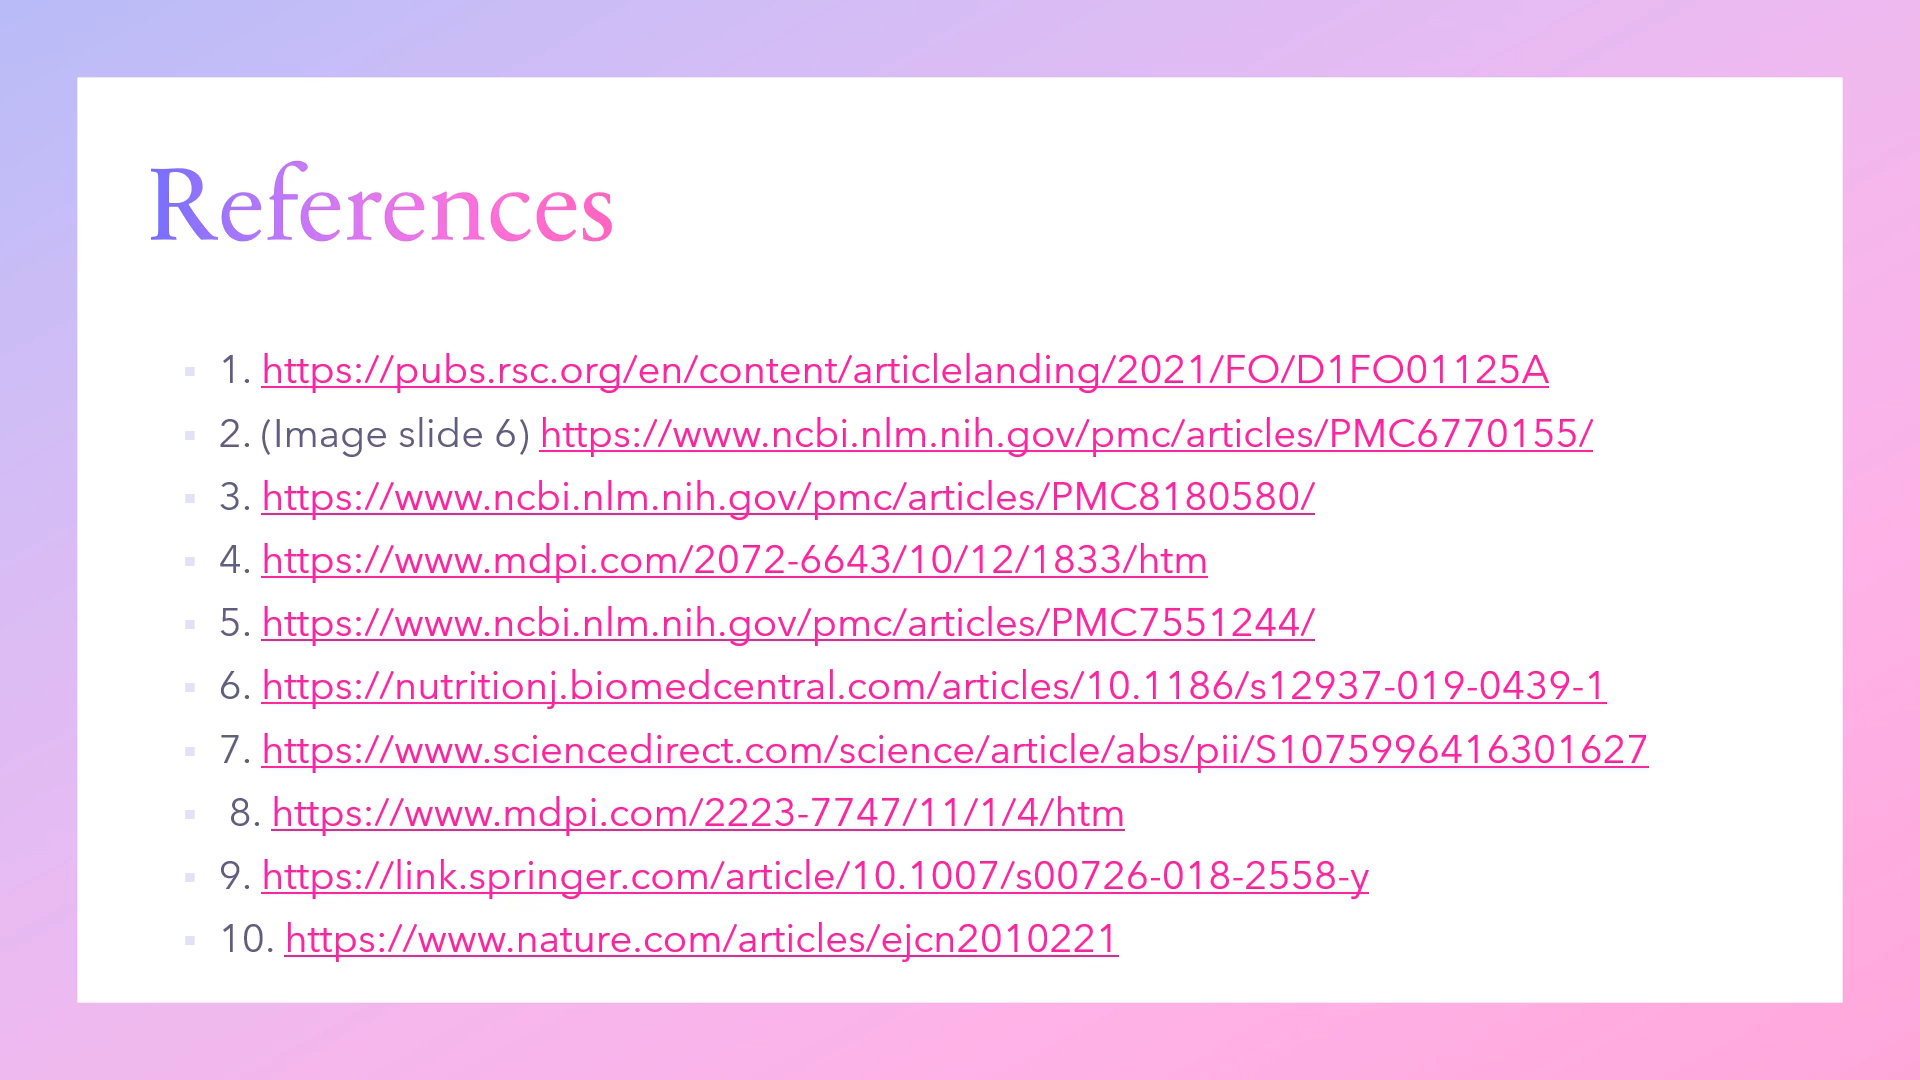 References
1. https://pubs.rsc.org/en/content/articlelanding/2021/FO/D1FO01125A
2. (Image slide 6) https://www.ncbi.nlm.nih.gov/pmc/articles/PMC6770155/
3. https://www.ncbi.nlm.nih.gov/pmc/articles/PMC8180580/
4. https://www.mdpi.com/2072-6643/10/12/1833/htm
5. https://www.ncbi.nlm.nih.gov/pmc/articles/PMC7551244/
6. https://nutritionj.biomedcentral.com/articles/10.1186/s12937-019-0439-1
7. https://www.sciencedirect.com/science/article/abs/pii/S1075996416301627
8. https://www.mdpi.com/2223-7747/11/1/4/htm
9. https://link.springer.com/article/10.1007/s00726-018-2558-y
10. https://www.nature.com/articles/ejcn2010221